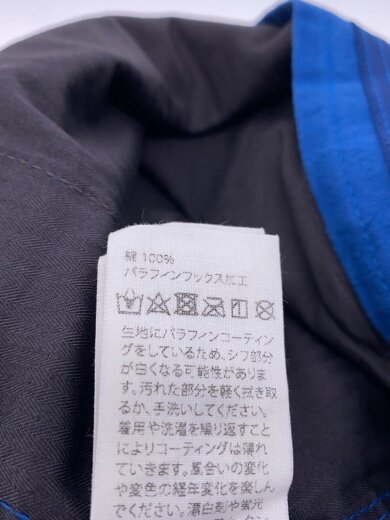 綿 100%
パラフィンワックス加工
生地にパラフィンコーティン
グをしているため、シワ部分
が白くなる可能性がありま
す。汚れた部分を軽く拭き取
るか、手洗いしてください。
着用や洗濯を繰り返すこと
によりコーティングは薄れ
ていきます。風合いの変化
や変色の経年変化を楽しん
でください。漂白剤や蛍光